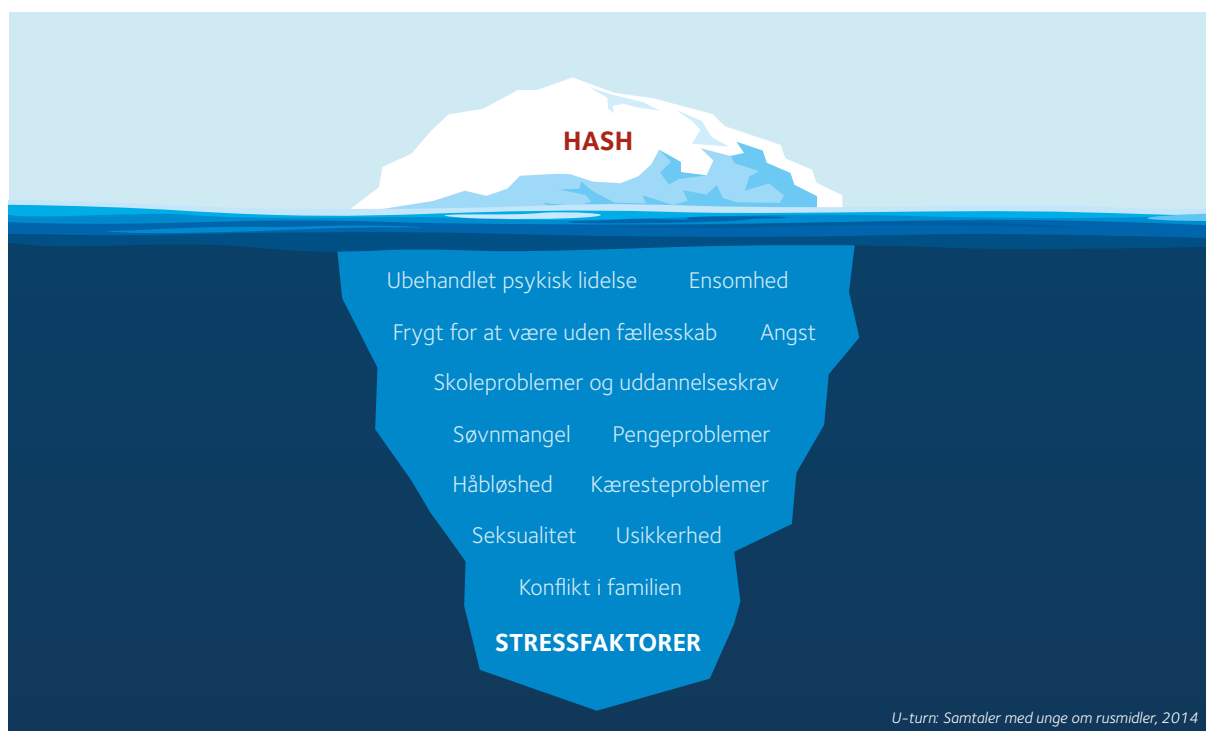 HASH
Ubehandlet psykisk lidelse Ensomhed
Frygt for at være uden fællesskab Angst
Skoleproblemer og uddannelseskrav
Søvnmangel Pengeproblemer
Håbløshed Kæresteproblemer
Seksualitet Usikkerhed
Konflikt i familien
STRESSFAKTORER
U-turn: Samtaler med unge om rusmidler, 2014